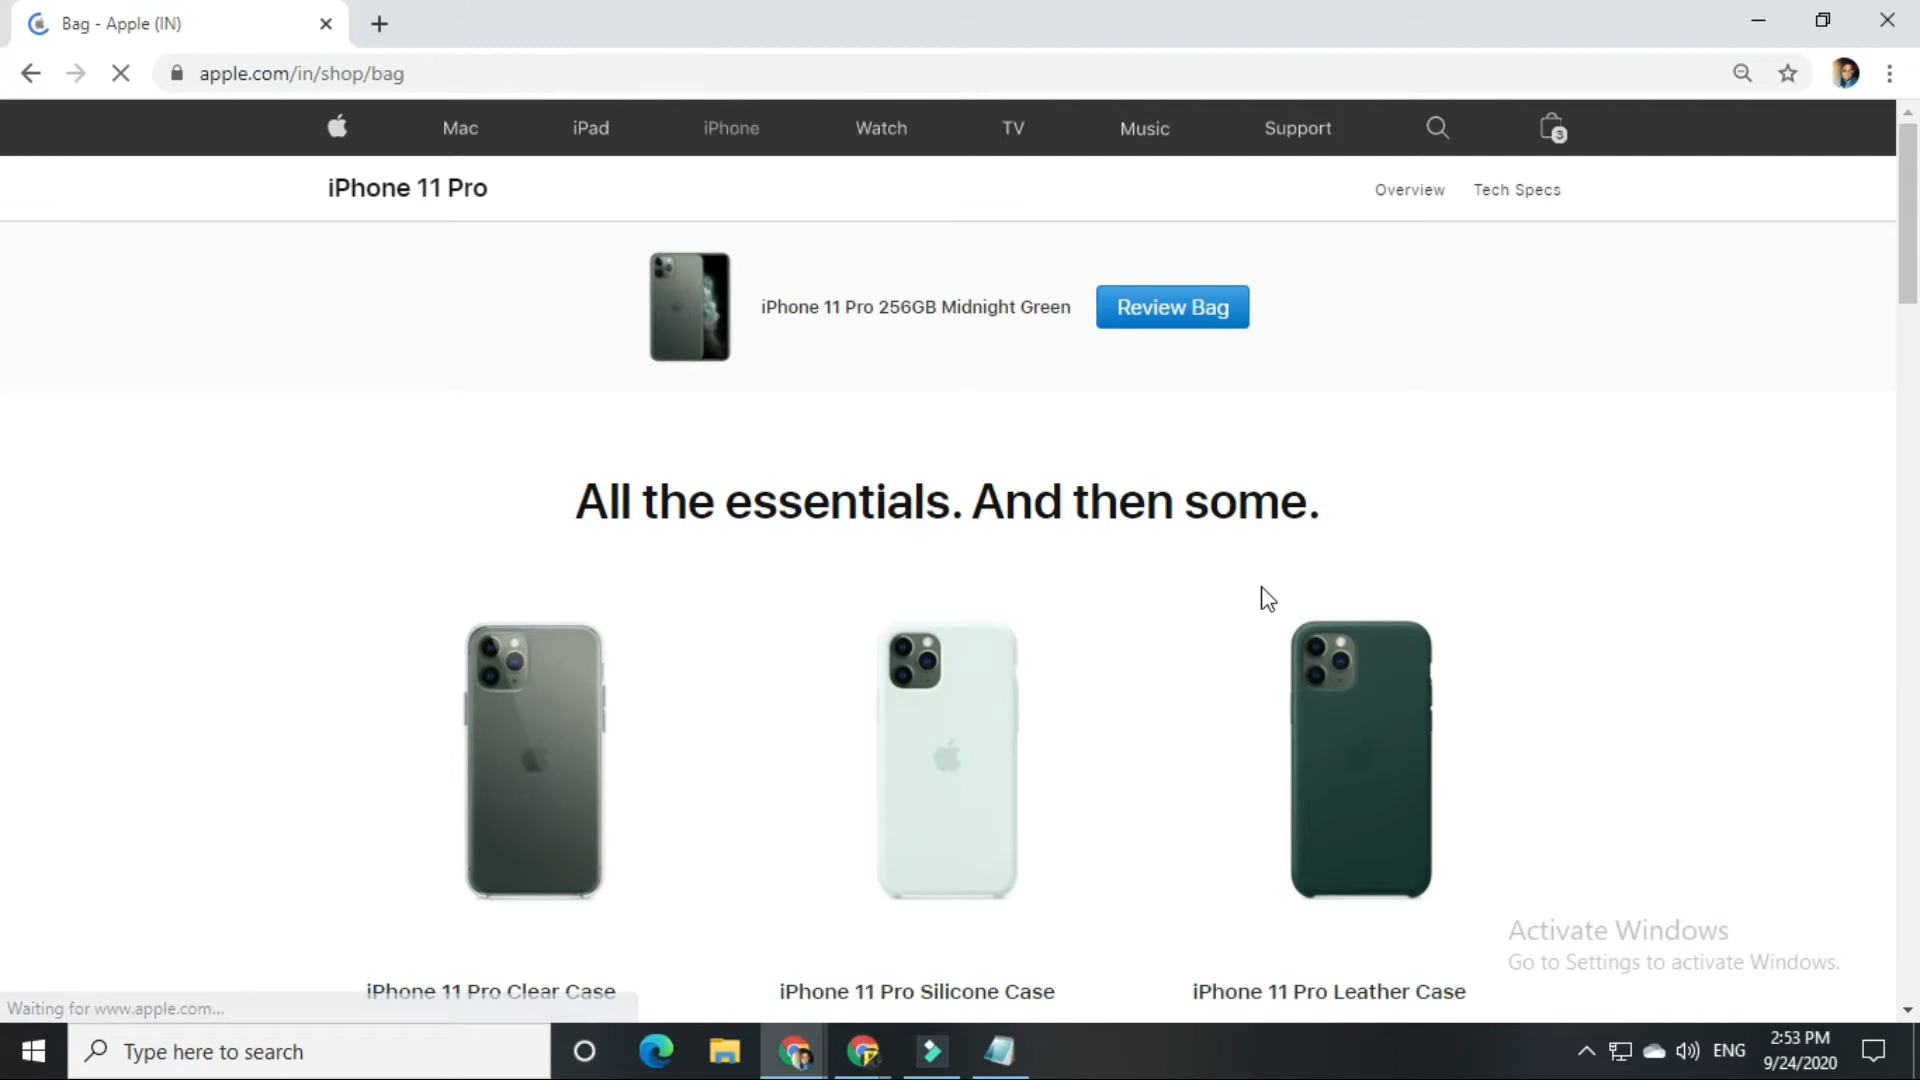 Bag - Apple (IN)
apple.com/in/shop/bag
Mac iPad iPhone Watch TV Music Support 3
iPhone 11 Pro Overview Tech Specs
iPhone 11 Pro 256GB Midnight Green Review Bag
All the essentials. And then some.
iPhone 11 Pro Clear Case iPhone 11 Pro Silicone Case iPhone 11 Pro Leather Case
Activate Windows
Go to Settings to activate Windows.
Waiting for www.apple.com...
Type here to search
ENG
2:53 PM
9/24/2020